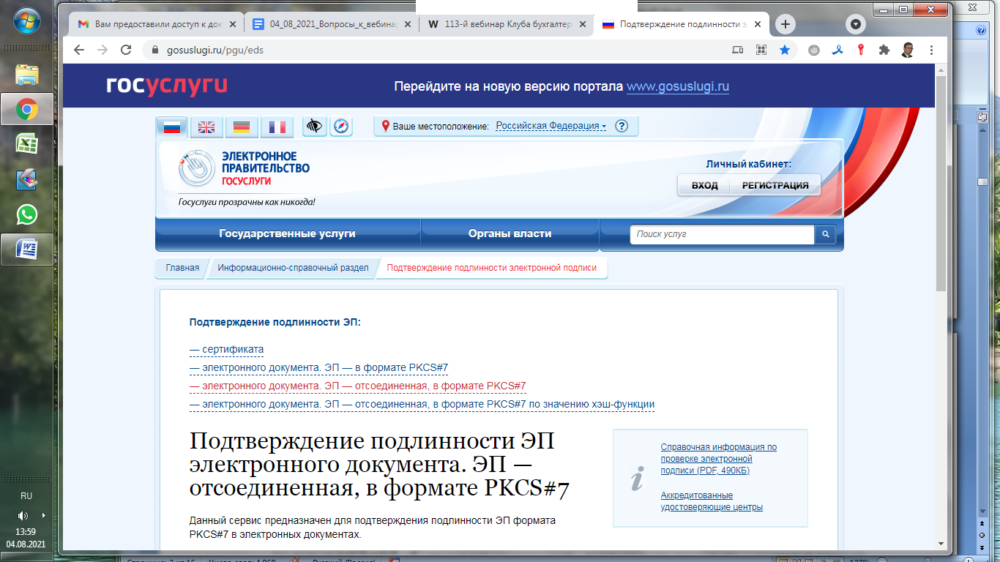 Вам предоставили доступ к док
04_08_2021_Вопросы_к_вебинар
113-й вебинар Клуба бухгалтер
Подтверждение подлинности э
gosuslugi.ru/pgu/eds
госуслуги
Перейдите на новую версию портала www.gosuslugi.ru
Ваше местоположение: Российская Федерация
ЭЛЕКТРОННОЕ
ПРАВИТЕЛЬСТВО
ГОСУСЛУГИ
Госуслуги прозрачны как никогда!
Личный кабинет:
ВХОД
РЕГИСТРАЦИЯ
Государственные услуги
Органы власти
Поиск услуг
Главная
Информационно-справочный раздел
Подтверждение подлинности электронной подписи
Подтверждение подлинности ЭП:
— сертификата
— электронного документа. ЭП — в формате PKCS#7
— электронного документа. ЭП — отсоединенная, в формате PKCS#7
— электронного документа. ЭП — отсоединенная, в формате PKCS#7 по значению хэш-функции
Подтверждение подлинности ЭП
электронного документа. ЭП —
отсоединенная, в формате PKCS#7
Справочная информация по
проверке электронной
подписи (PDF, 490КБ)
Аккредитованные
удостоверяющие центры
Данный сервис предназначен для подтверждения подлинности ЭП формата
PKCS#7 в электронных документах.
RU
13:59
04.08.2021